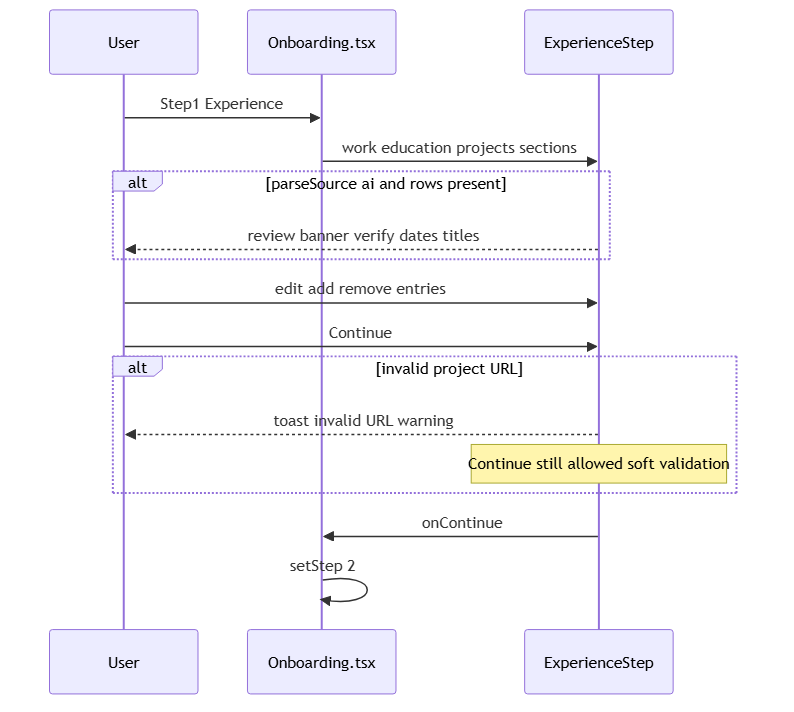 User
Onboarding.tsx
ExperienceStep
Step1 Experience
work education projects sections
alt
[parseSource ai and rows present]
review banner verify dates titles
edit add remove entries
Continue
alt
[invalid project URL]
toast invalid URL warning
Continue still allowed soft validation
onContinue
setStep 2
User
Onboarding.tsx
ExperienceStep